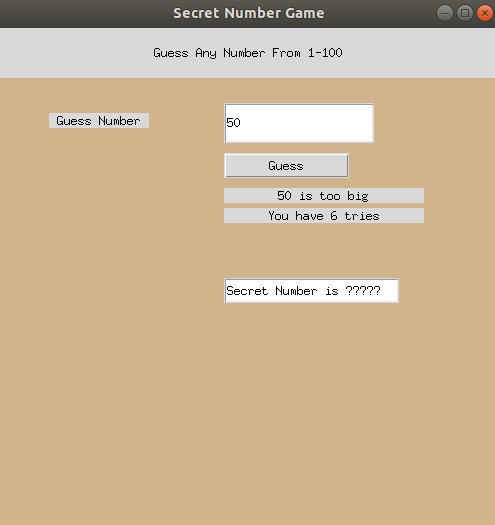 Secret Number Game
Guess Any Number From 1-100
Guess Number
50
Guess
50 is too big
You have 6 tries
Secret Number is ?????